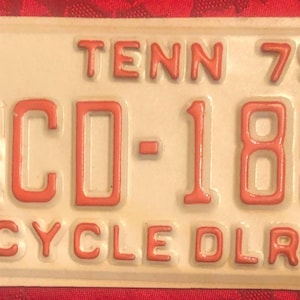 TENN 7
CD-18
CYCLE DLR